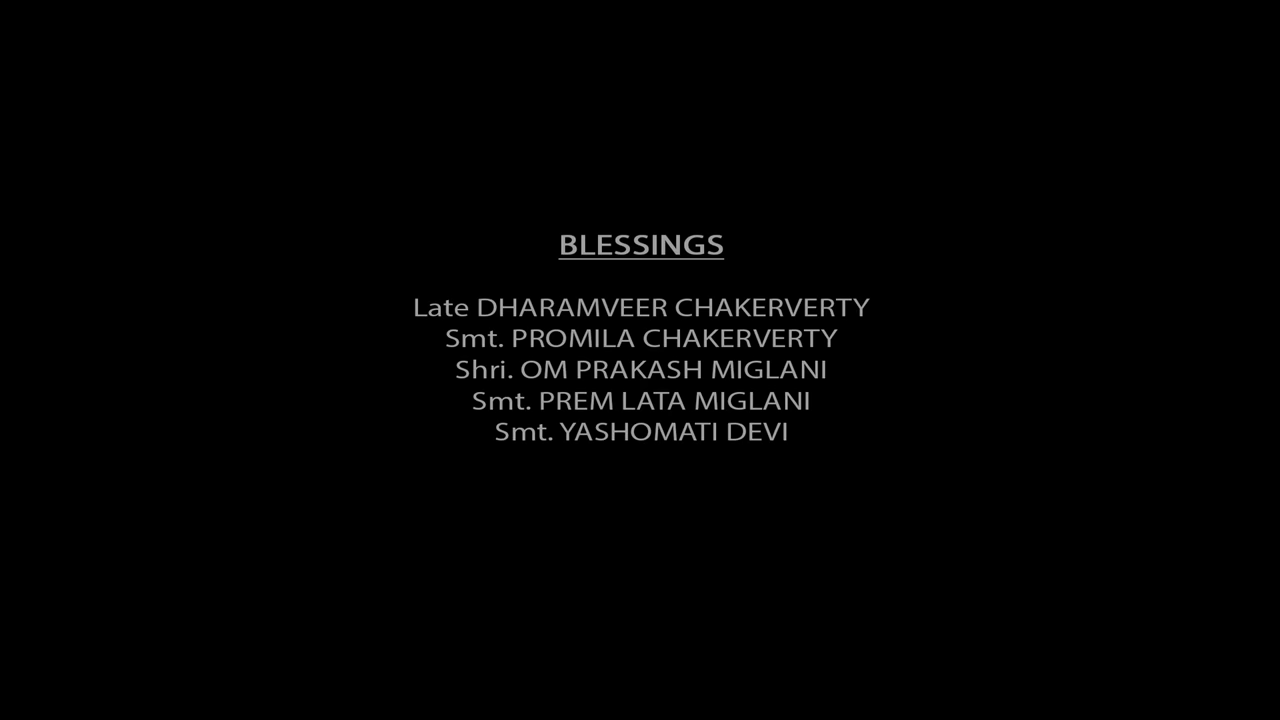 BLESSINGS
Late DHARAMVEER CHAKERVERTY
Smt. PROMILA CHAKERVERTY
Shri. OM PRAKASH MIGLANI
Smt. PREM LATA MIGLANI
Smt. YASHOMATI DEVI